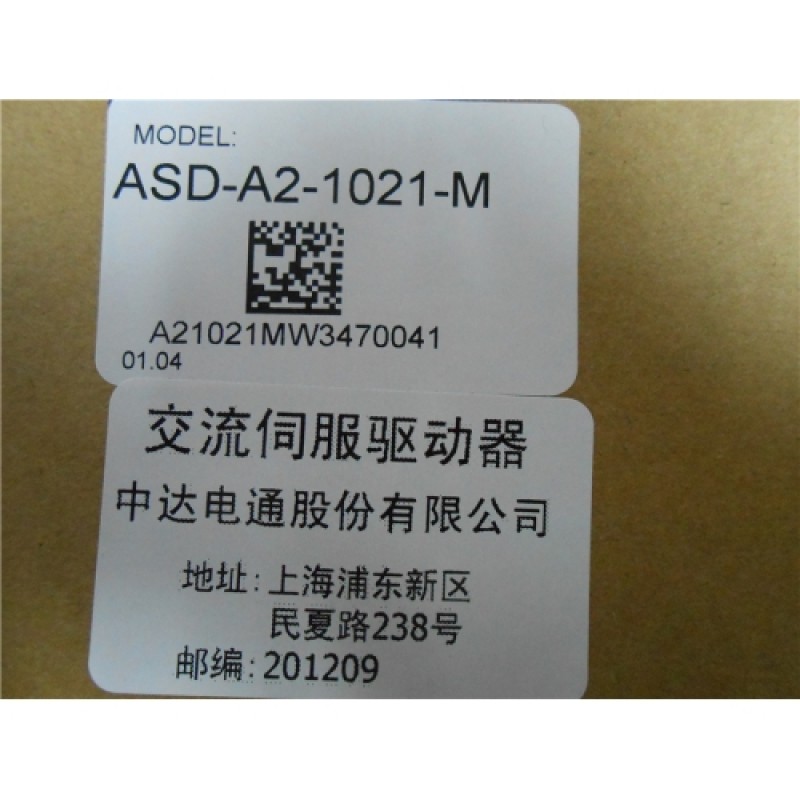 MODEL:
ASD-A2-1021-M
A21021MW3470041
01.04
交流伺服驱动器
中达电通股份有限公司
地址:上海浦东新区
民夏路238号
邮编:201209